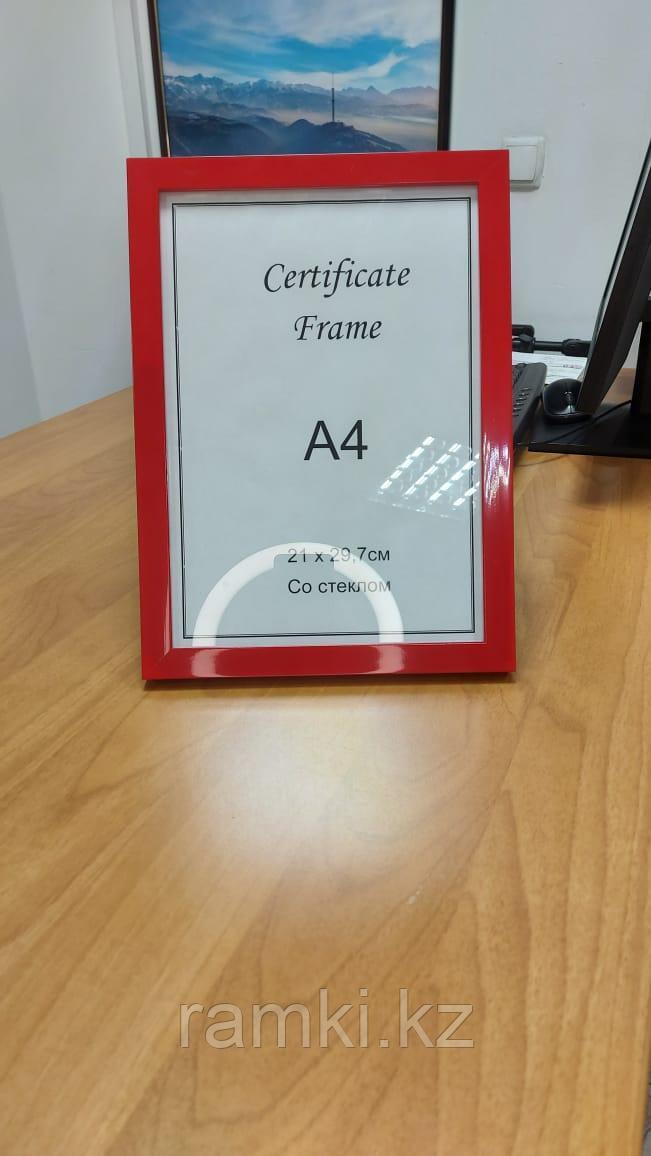 Certificate
Frame
A4
21 x 29,7см
Со стеклом
ramki.kz